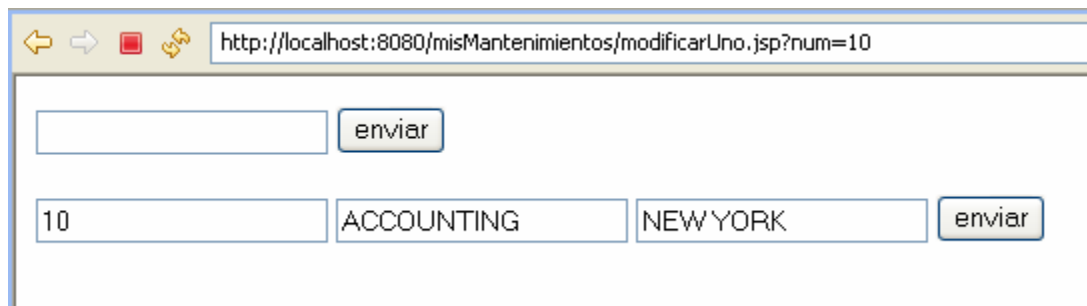 http://localhost:8080/misMantenimientos/modificarUno.jsp?num=10
enviar
10 ACCOUNTING NEW YORK enviar